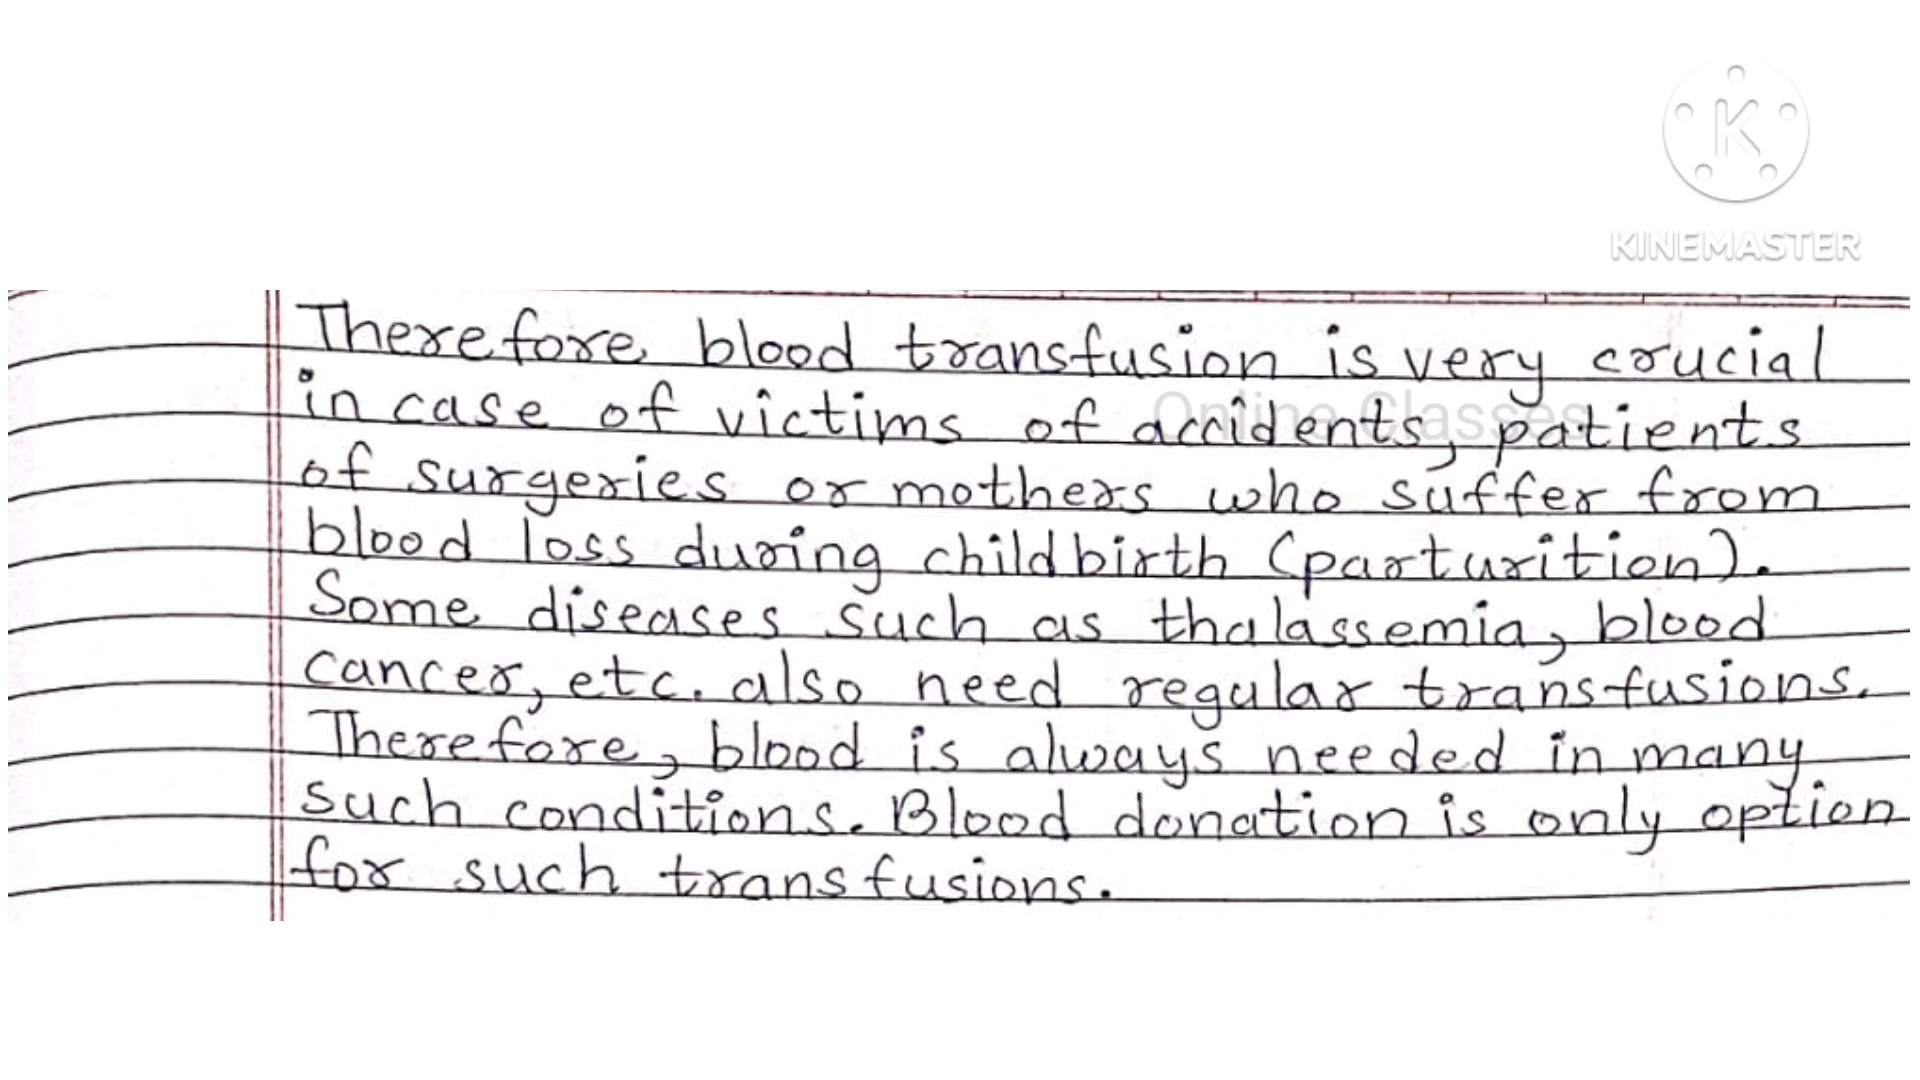 KINEMASTER
Therefore blood transfusion is very crucial
in case of victims of accidents, patients
of surgeries or mothers who suffer from
blood loss during childbirth (parturition).
Some diseases such as thalassemia, blood
cancer, etc. also need regular transfusions.
Therefore, blood is always needed in many
such conditions. Blood donation is only option
for such transfusions.
Online Classes